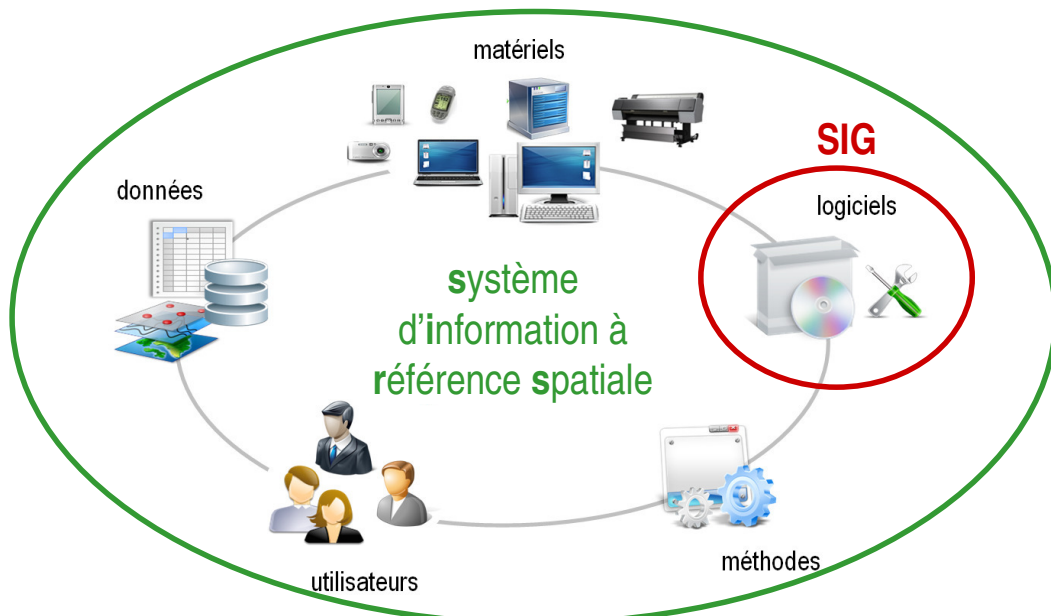 matériels
SIG
données
logiciels
système
d'information à
référence spatiale
méthodes
utilisateurs